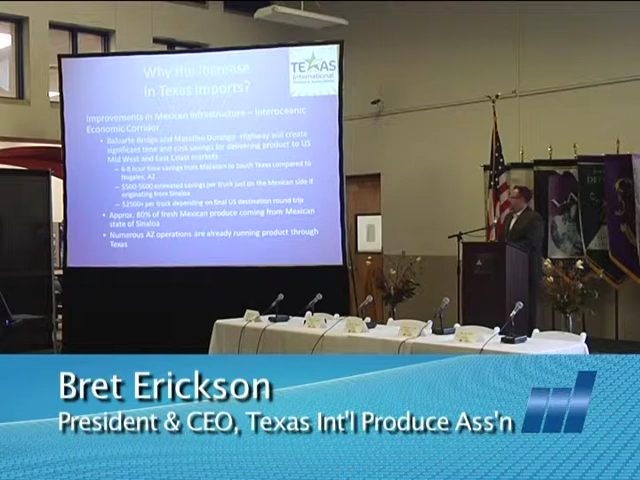 Why the Increase
In Texas Imports?
TEXAS
International
Improvements in Mexican Infrastructure – Interoceanic
Economic Corridor
• Baluarte Bridge and Mazatlan Durango Highway will create
significant time and cost savings for delivering product to US
Mid West and East Coast markets
– 6-8 hour time savings from Mazatlan to South Texas compared to
Nogales, AZ
– $500-$600 estimated savings per truck just on the Mexican side if
originating from Sinaloa
– $2500+ per truck depending on final US destination round trip
• Approx. 80% of fresh Mexican produce coming from Mexican
state of Sinaloa
• Numerous AZ operations are already running product through
Texas
Bret Erickson
President & CEO, Texas Int'l Produce Ass'n